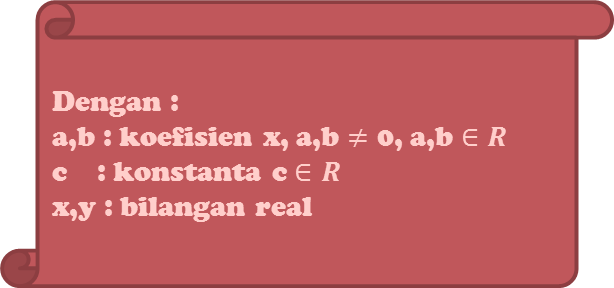 Dengan :
a,b : koefisien x, a,b ≠ 0, a,b ∈ R
c : konstanta c ∈ R
x,y : bilangan real